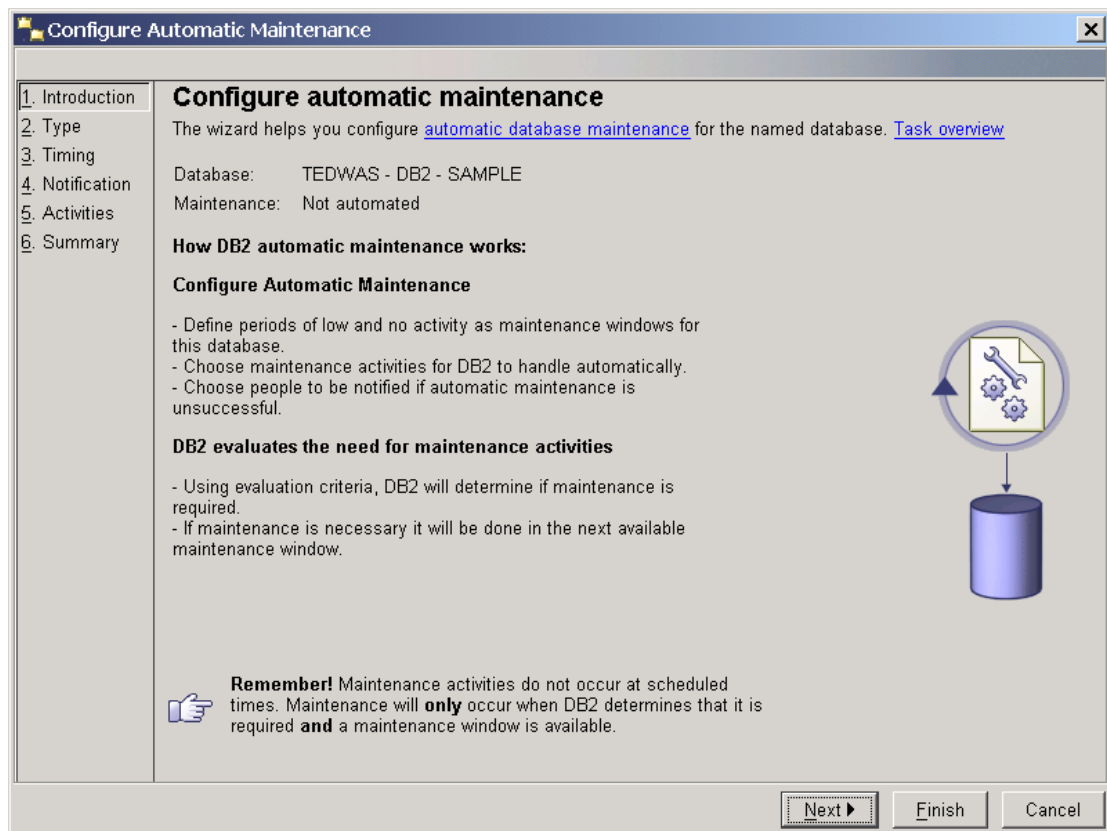 Configure Automatic Maintenance
1. Introduction
2. Type
3. Timing
4. Notification
5. Activities
6. Summary
Configure automatic maintenance
The wizard helps you configure automatic database maintenance for the named database. Task overview
Database: TEDWAS - DB2 - SAMPLE
Maintenance: Not automated
How DB2 automatic maintenance works:
Configure Automatic Maintenance
- Define periods of low and no activity as maintenance windows for
this database.
- Choose maintenance activities for DB2 to handle automatically.
- Choose people to be notified if automatic maintenance is
unsuccessful.
DB2 evaluates the need for maintenance activities
- Using evaluation criteria, DB2 will determine if maintenance is
required.
- If maintenance is necessary it will be done in the next available
maintenance window.
Remember! Maintenance activities do not occur at scheduled
times. Maintenance will only occur when DB2 determines that it is
required and a maintenance window is available.
Next
Finish
Cancel